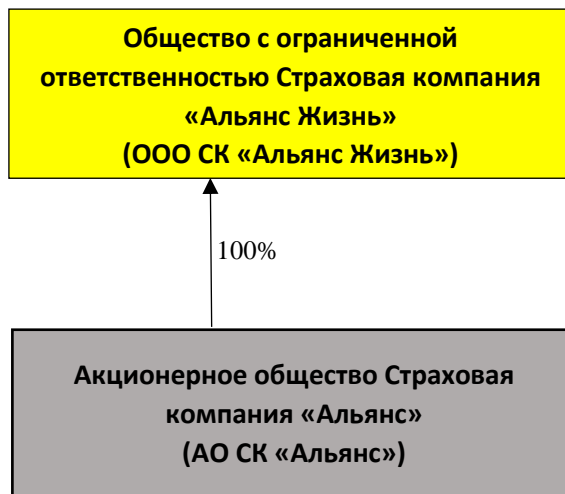 Общество с ограниченной
ответственностью Страховая компания
«Альянс Жизнь»
(ООО СК «Альянс Жизнь»)
100%
Акционерное общество Страховая
компания «Альянс»
(АО СК «Альянс»)